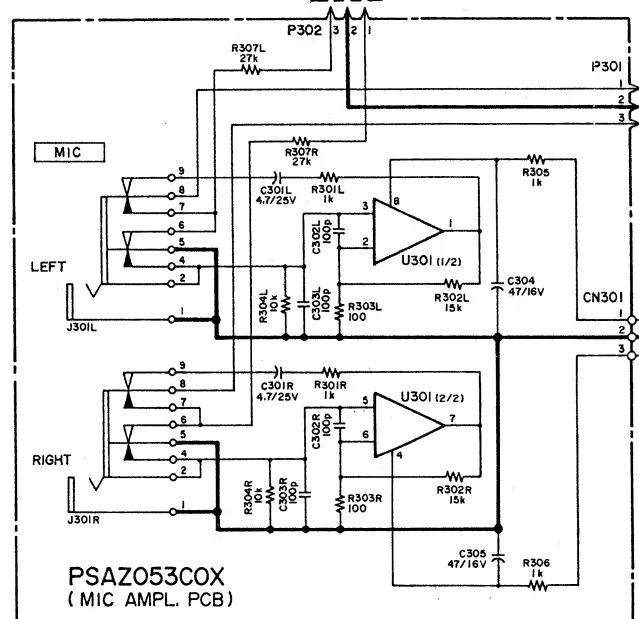 P302 3 2 1
R307L
27k
P301
1
2
3
R307R
27k
MIC
9
8
7
6
5
4
2
1
LEFT
J301L
C301L
4.7/25V
R301L
1k
C302L
100p
3
2
8
1
U301 (1/2)
R305
1k
R304L
10k
C303L
100p
R303L
100
R302L
15k
C304
47/16V
CN301
1
2
3
9
8
7
6
5
4
2
1
RIGHT
J301R
C301R
4.7/25V
R301R
1k
C302R
100p
5
6
4
7
U301 (2/2)
R304R
10k
C303R
100p
R303R
100
R302R
15k
C305
47/16V
R306
1k
PSAZ053COX
(MIC AMPL. PCB)